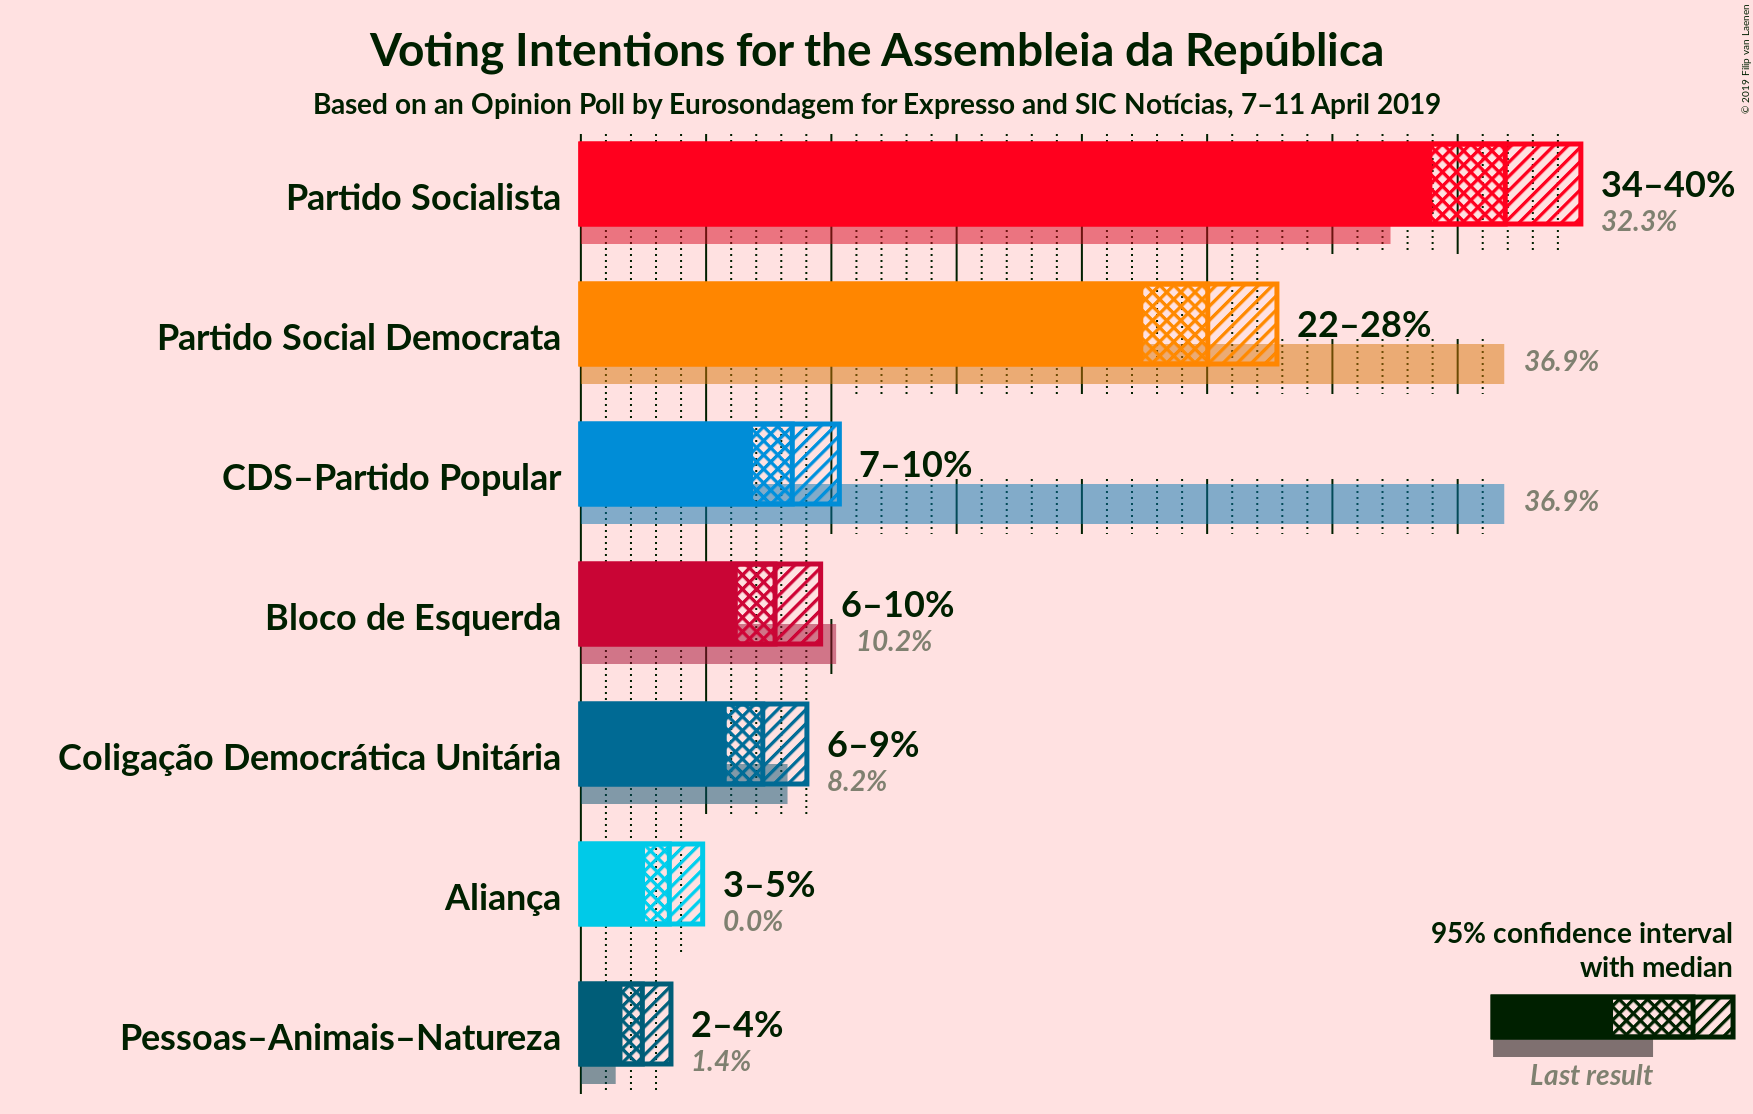 Voting Intentions for the Assembleia da República
Based on an Opinion Poll by Eurosondagem for Expresso and SIC Notícias, 7–11 April 2019
© 2019 Filip van Laenen
Partido Socialista
34–40%
32.3%
Partido Social Democrata
22–28%
36.9%
CDS–Partido Popular
7–10%
36.9%
Bloco de Esquerda
6–10%
10.2%
Coligação Democrática Unitária
6–9%
8.2%
Aliança
3–5%
0.0%
Pessoas–Animais–Natureza
2–4%
1.4%
95% confidence interval
with median
Last result